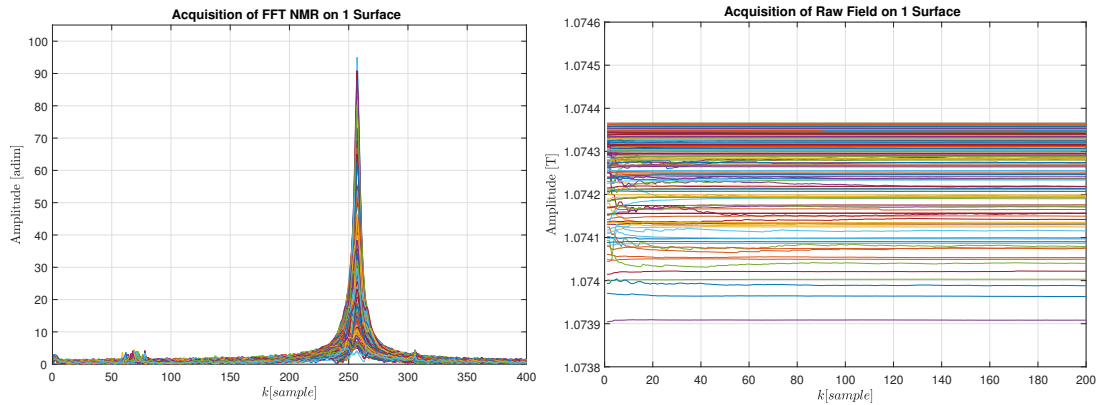 Acquisition of FFT NMR on 1 Surface
Amplitude [adim]
100
90
80
70
60
50
40
30
20
10
0
0 50 100 150 200 250 300 350 400
k[sample]
Acquisition of Raw Field on 1 Surface
Amplitude [T]
1.0746
1.0745
1.0744
1.0743
1.0742
1.0741
1.074
1.0739
1.0738
0 20 40 60 80 100 120 140 160 180 200
k[sample]